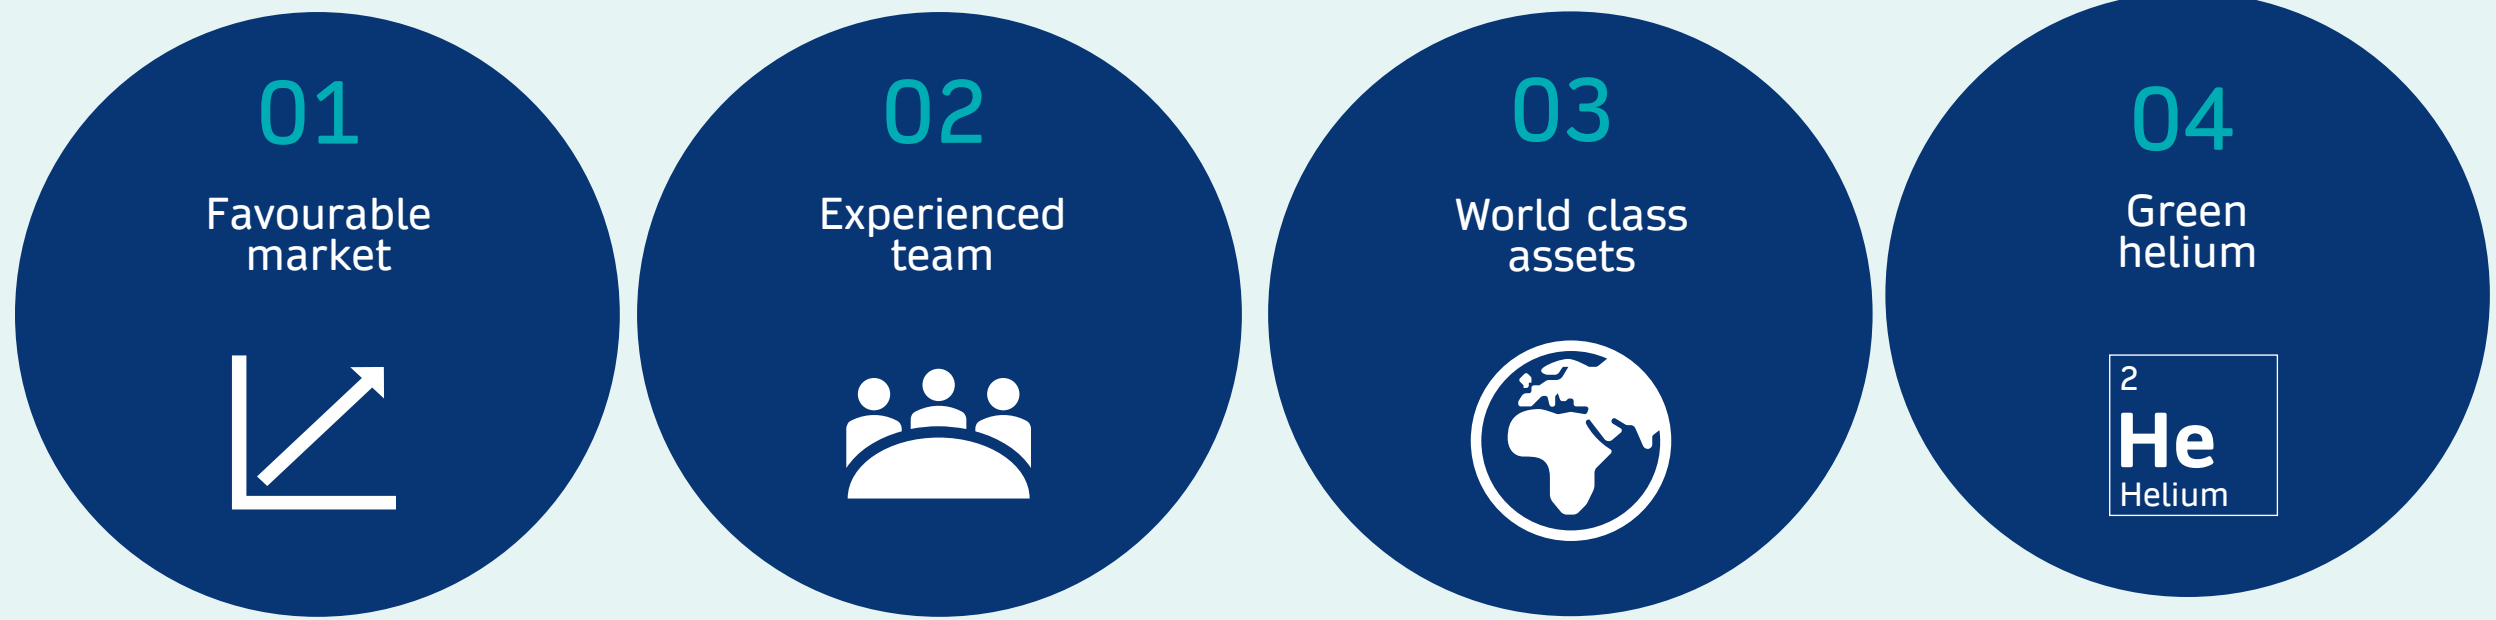 01
Favourable
market
02
Experienced
team
03
World class
assets
04
Green
helium
2
He
Helium